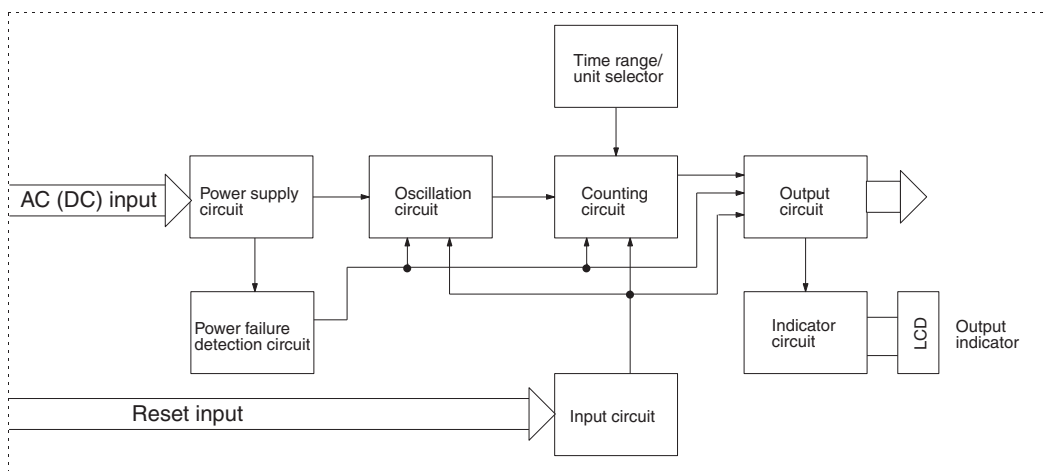 Time range/
unit selector
AC (DC) input
Power supply
circuit
Oscillation
circuit
Counting
circuit
Output
circuit
Power failure
detection circuit
Indicator
circuit
LCD
Output
indicator
Reset input
Input circuit